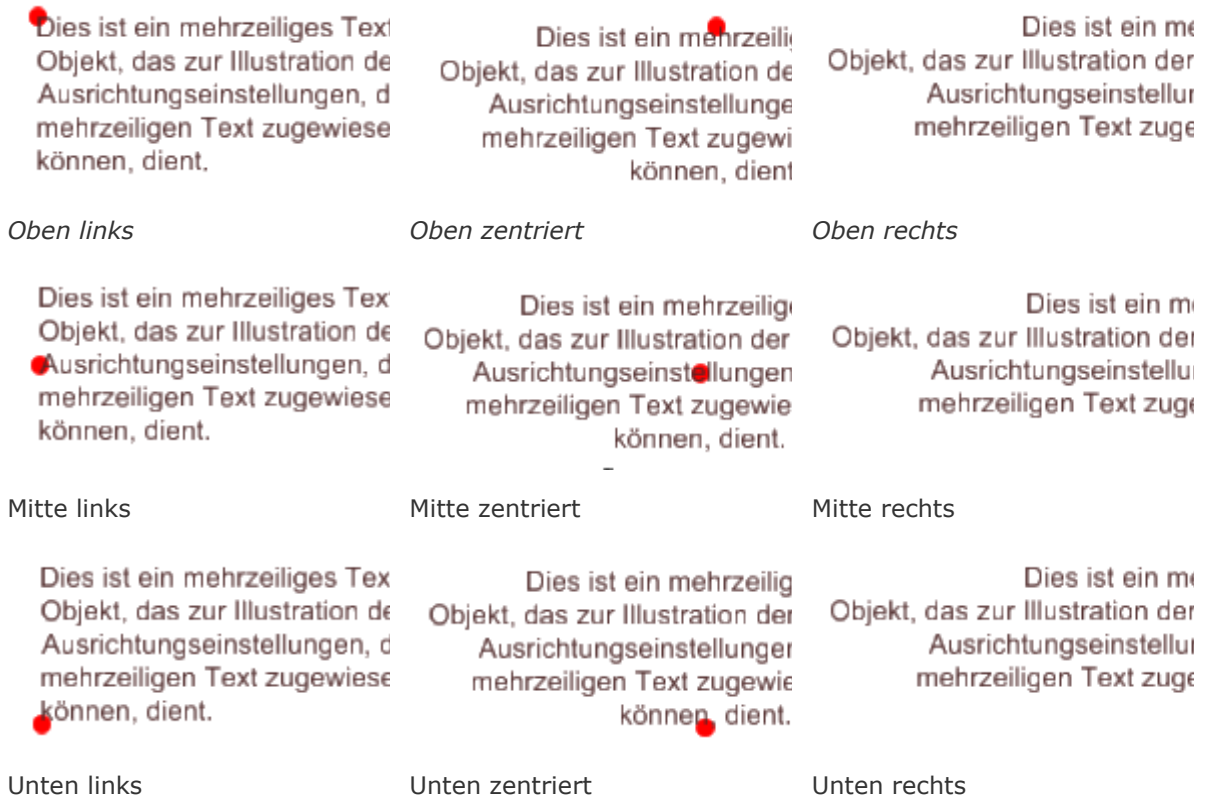 Dies ist ein mehrzeiliges Tex
Objekt, das zur Illustration de
Ausrichtungseinstellungen, d
mehrzeiligen Text zugewiese
können, dient.
Oben links
Dies ist ein mehrzeilig
Objekt, das zur Illustration de
Ausrichtungseinstellunge
mehrzeiligen Text zugewi
können, dient
Oben zentriert
Dies ist ein me
Objekt, das zur Illustration der
Ausrichtungseinstellun
mehrzeiligen Text zuge
Oben rechts
Dies ist ein mehrzeiliges Tex
Objekt, das zur Illustration de
Ausrichtungseinstellungen, d
mehrzeiligen Text zugewiese
können, dient.
Mitte links
Dies ist ein mehrzeilige
Objekt, das zur Illustration der
Ausrichtungseinstellungen
mehrzeiligen Text zugewie
können, dient.
Mitte zentriert
Dies ist ein m
Objekt, das zur Illustration der
Ausrichtungseinstellu
mehrzeiligen Text zuge
Mitte rechts
Dies ist ein mehrzeiliges Tex
Objekt, das zur Illustration de
Ausrichtungseinstellungen, d
mehrzeiligen Text zugewiese
können, dient.
Unten links
Dies ist ein mehrzeilig
Objekt, das zur Illustration der
Ausrichtungseinstellungen
mehrzeiligen Text zugewie
können, dient.
Unten zentriert
Dies ist ein me
Objekt, das zur Illustration der
Ausrichtungseinstellu
mehrzeiligen Text zuge
Unten rechts